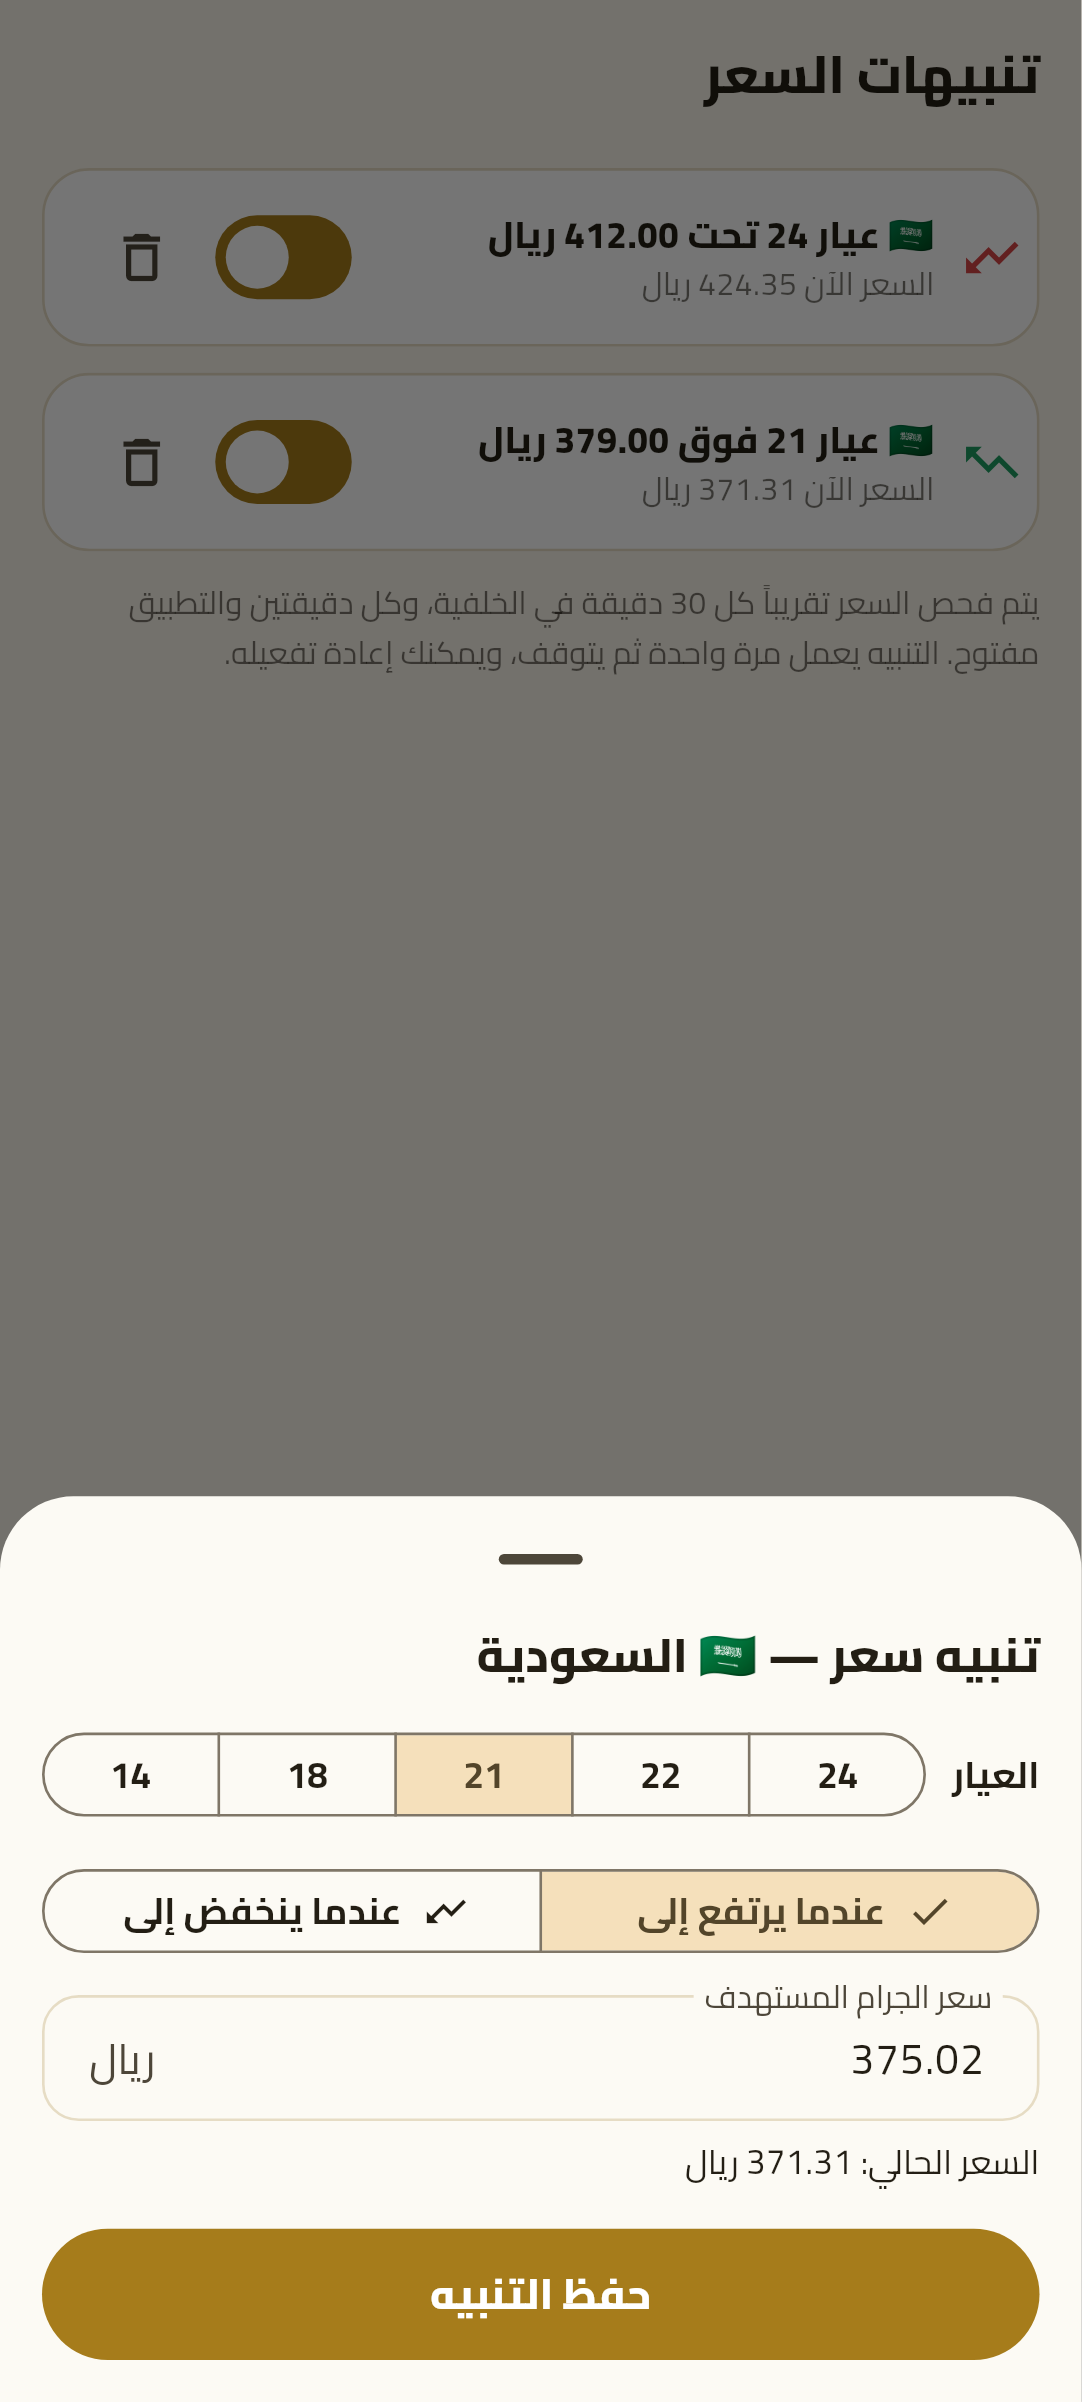 تنبيهات السعر
🇸🇦 عيار 24 تحت 412.00 ريال
السعر الآن 424.35 ريال
🇸🇦 عيار 21 فوق 379.00 ريال
السعر الآن 371.31 ريال
يتم فحص السعر تقريباً كل 30 دقيقة في الخلفية، وكل دقيقتين والتطبيق
مفتوح. التنبيه يعمل مرة واحدة ثم يتوقف، ويمكنك إعادة تفعيله.
تنبيه سعر — 🇸🇦 السعودية
العيار 24 22 21 18 14
عندما يرتفع إلى عندما ينخفض إلى
سعر الجرام المستهدف
375.02 ريال
السعر الحالي: 371.31 ريال
حفظ التنبيه